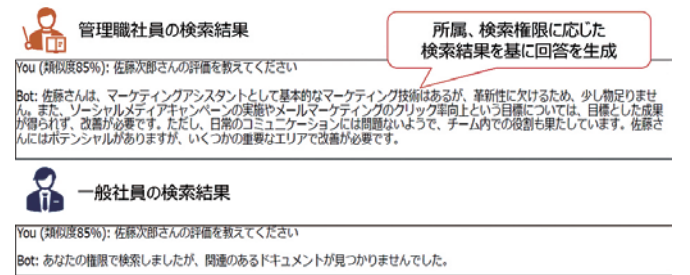 管理職社員の検索結果
所属、検索権限に応じた
検索結果を基に回答を生成
You (類似度85%): 佐藤次郎さんの評価を教えてください
Bot: 佐藤さんは、マーケティングアシスタントとして基本的なマーケティング技術はあるが、革新性に欠けるため、少し物足りませ
ん。また、ソーシャルメディアキャンペーンの実施やメールマーケティングのクリック率向上という目標については、目標とした成果
が得られず、改善が必要です。ただし、日常のコミュニケーションには問題ないようで、チーム内での役割も果たしています。佐藤さ
んにはポテンシャルがありますが、いくつかの重要なエリアで改善が必要です。
一般社員の検索結果
You (類似度85%): 佐藤次郎さんの評価を教えてください
Bot: あなたの権限で検索しましたが、関連のあるドキュメントが見つかりませんでした。